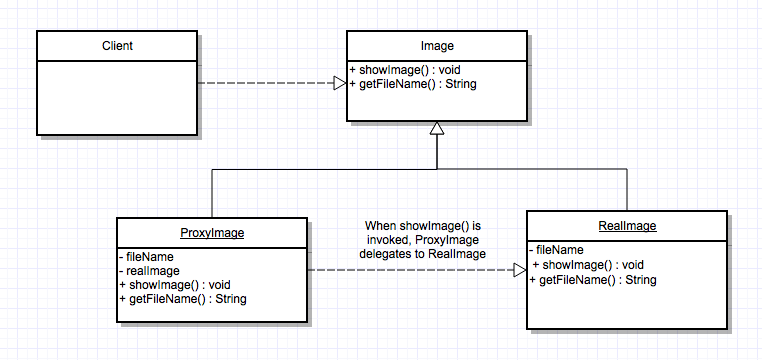 Client
Image
+ showImage() : void
+ getFileName() : String
ProxyImage
- fileName
- realImage
+ showImage() : void
+ getFileName() : String
When showImage() is
invoked, ProxyImage
delegates to RealImage
RealImage
- fileName
+ showImage() : void
+ getFileName() : String